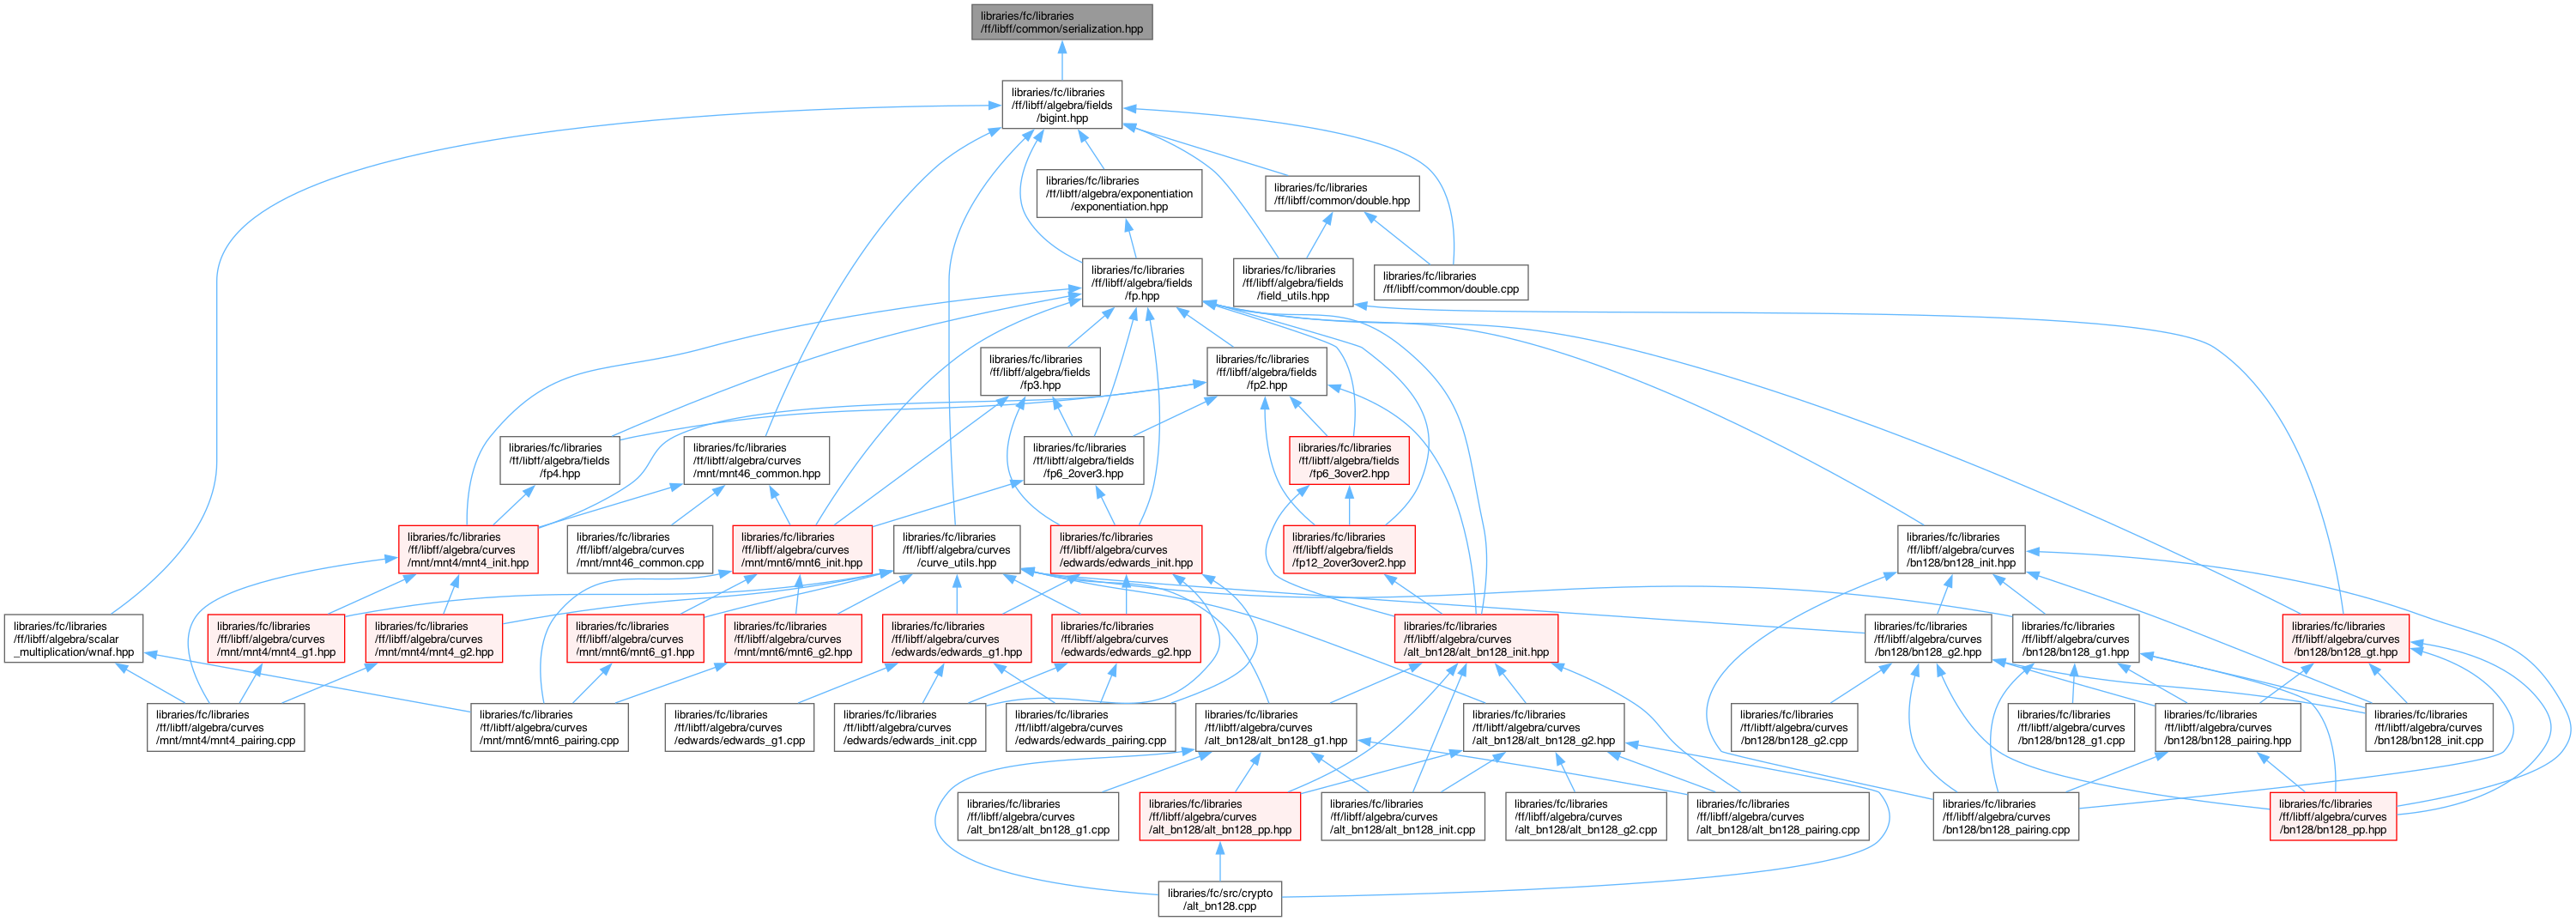 libraries/fc/libraries
/ff/libff/common/serialization.hpp
libraries/fc/libraries
/ff/libff/algebra/fields
/bigint.hpp
libraries/fc/libraries
/ff/libff/algebra/exponentiation
/exponentiation.hpp
libraries/fc/libraries
/ff/libff/common/double.hpp
libraries/fc/libraries
/ff/libff/algebra/fields
/fp.hpp
libraries/fc/libraries
/ff/libff/algebra/fields
/field_utils.hpp
libraries/fc/libraries
/ff/libff/common/double.cpp
libraries/fc/libraries
/ff/libff/algebra/fields
/fp3.hpp
libraries/fc/libraries
/ff/libff/algebra/fields
/fp2.hpp
libraries/fc/libraries
/ff/libff/algebra/fields
/fp4.hpp
libraries/fc/libraries
/ff/libff/algebra/curves
/mnt/mnt46_common.hpp
libraries/fc/libraries
/ff/libff/algebra/fields
/fp6_2over3.hpp
libraries/fc/libraries
/ff/libff/algebra/fields
/fp6_3over2.hpp
libraries/fc/libraries
/ff/libff/algebra/curves
/mnt/mnt4/mnt4_init.hpp
libraries/fc/libraries
/ff/libff/algebra/curves
/mnt/mnt46_common.cpp
libraries/fc/libraries
/ff/libff/algebra/curves
/mnt/mnt6/mnt6_init.hpp
libraries/fc/libraries
/ff/libff/algebra/curves
/curve_utils.hpp
libraries/fc/libraries
/ff/libff/algebra/curves
/edwards/edwards_init.hpp
libraries/fc/libraries
/ff/libff/algebra/fields
/fp12_2over3over2.hpp
libraries/fc/libraries
/ff/libff/algebra/curves
/bn128/bn128_init.hpp
libraries/fc/libraries
/ff/libff/algebra/scalar
_multiplication/wnaf.hpp
libraries/fc/libraries
/ff/libff/algebra/curves
/mnt/mnt4/mnt4_g1.hpp
libraries/fc/libraries
/ff/libff/algebra/curves
/mnt/mnt4/mnt4_g2.hpp
libraries/fc/libraries
/ff/libff/algebra/curves
/mnt/mnt6/mnt6_g1.hpp
libraries/fc/libraries
/ff/libff/algebra/curves
/mnt/mnt6/mnt6_g2.hpp
libraries/fc/libraries
/ff/libff/algebra/curves
/edwards/edwards_g1.hpp
libraries/fc/libraries
/ff/libff/algebra/curves
/edwards/edwards_g2.hpp
libraries/fc/libraries
/ff/libff/algebra/curves
/alt_bn128/alt_bn128_init.hpp
libraries/fc/libraries
/ff/libff/algebra/curves
/bn128/bn128_g2.hpp
libraries/fc/libraries
/ff/libff/algebra/curves
/bn128/bn128_g1.hpp
libraries/fc/libraries
/ff/libff/algebra/curves
/bn128/bn128_gt.hpp
libraries/fc/libraries
/ff/libff/algebra/curves
/mnt/mnt4/mnt4_pairing.cpp
libraries/fc/libraries
/ff/libff/algebra/curves
/mnt/mnt6/mnt6_pairing.cpp
libraries/fc/libraries
/ff/libff/algebra/curves
/edwards/edwards_g1.cpp
libraries/fc/libraries
/ff/libff/algebra/curves
/edwards/edwards_init.cpp
libraries/fc/libraries
/ff/libff/algebra/curves
/edwards/edwards_pairing.cpp
libraries/fc/libraries
/ff/libff/algebra/curves
/alt_bn128/alt_bn128_g1.hpp
libraries/fc/libraries
/ff/libff/algebra/curves
/alt_bn128/alt_bn128_g2.hpp
libraries/fc/libraries
/ff/libff/algebra/curves
/bn128/bn128_g2.cpp
libraries/fc/libraries
/ff/libff/algebra/curves
/bn128/bn128_g1.cpp
libraries/fc/libraries
/ff/libff/algebra/curves
/bn128/bn128_pairing.hpp
libraries/fc/libraries
/ff/libff/algebra/curves
/bn128/bn128_init.cpp
libraries/fc/libraries
/ff/libff/algebra/curves
/alt_bn128/alt_bn128_g1.cpp
libraries/fc/libraries
/ff/libff/algebra/curves
/alt_bn128/alt_bn128_pp.hpp
libraries/fc/libraries
/ff/libff/algebra/curves
/alt_bn128/alt_bn128_init.cpp
libraries/fc/libraries
/ff/libff/algebra/curves
/alt_bn128/alt_bn128_g2.cpp
libraries/fc/libraries
/ff/libff/algebra/curves
/alt_bn128/alt_bn128_pairing.cpp
libraries/fc/libraries
/ff/libff/algebra/curves
/bn128/bn128_pairing.cpp
libraries/fc/libraries
/ff/libff/algebra/curves
/bn128/bn128_pp.hpp
libraries/fc/src/crypto
/alt_bn128.cpp